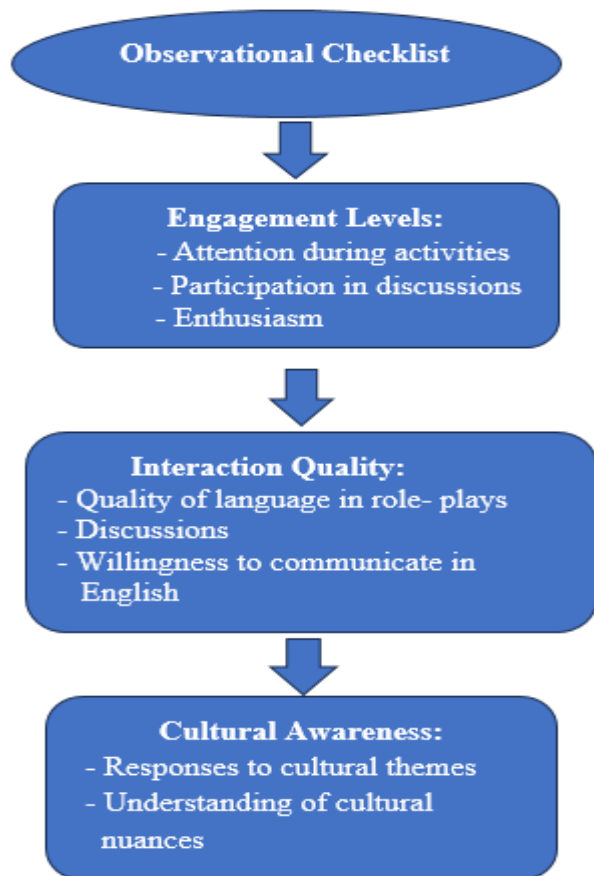 Observational Checklist
Engagement Levels:
- Attention during activities
- Participation in discussions
- Enthusiasm
Interaction Quality:
- Quality of language in role- plays
- Discussions
- Willingness to communicate in
English
Cultural Awareness:
- Responses to cultural themes
- Understanding of cultural
nuances